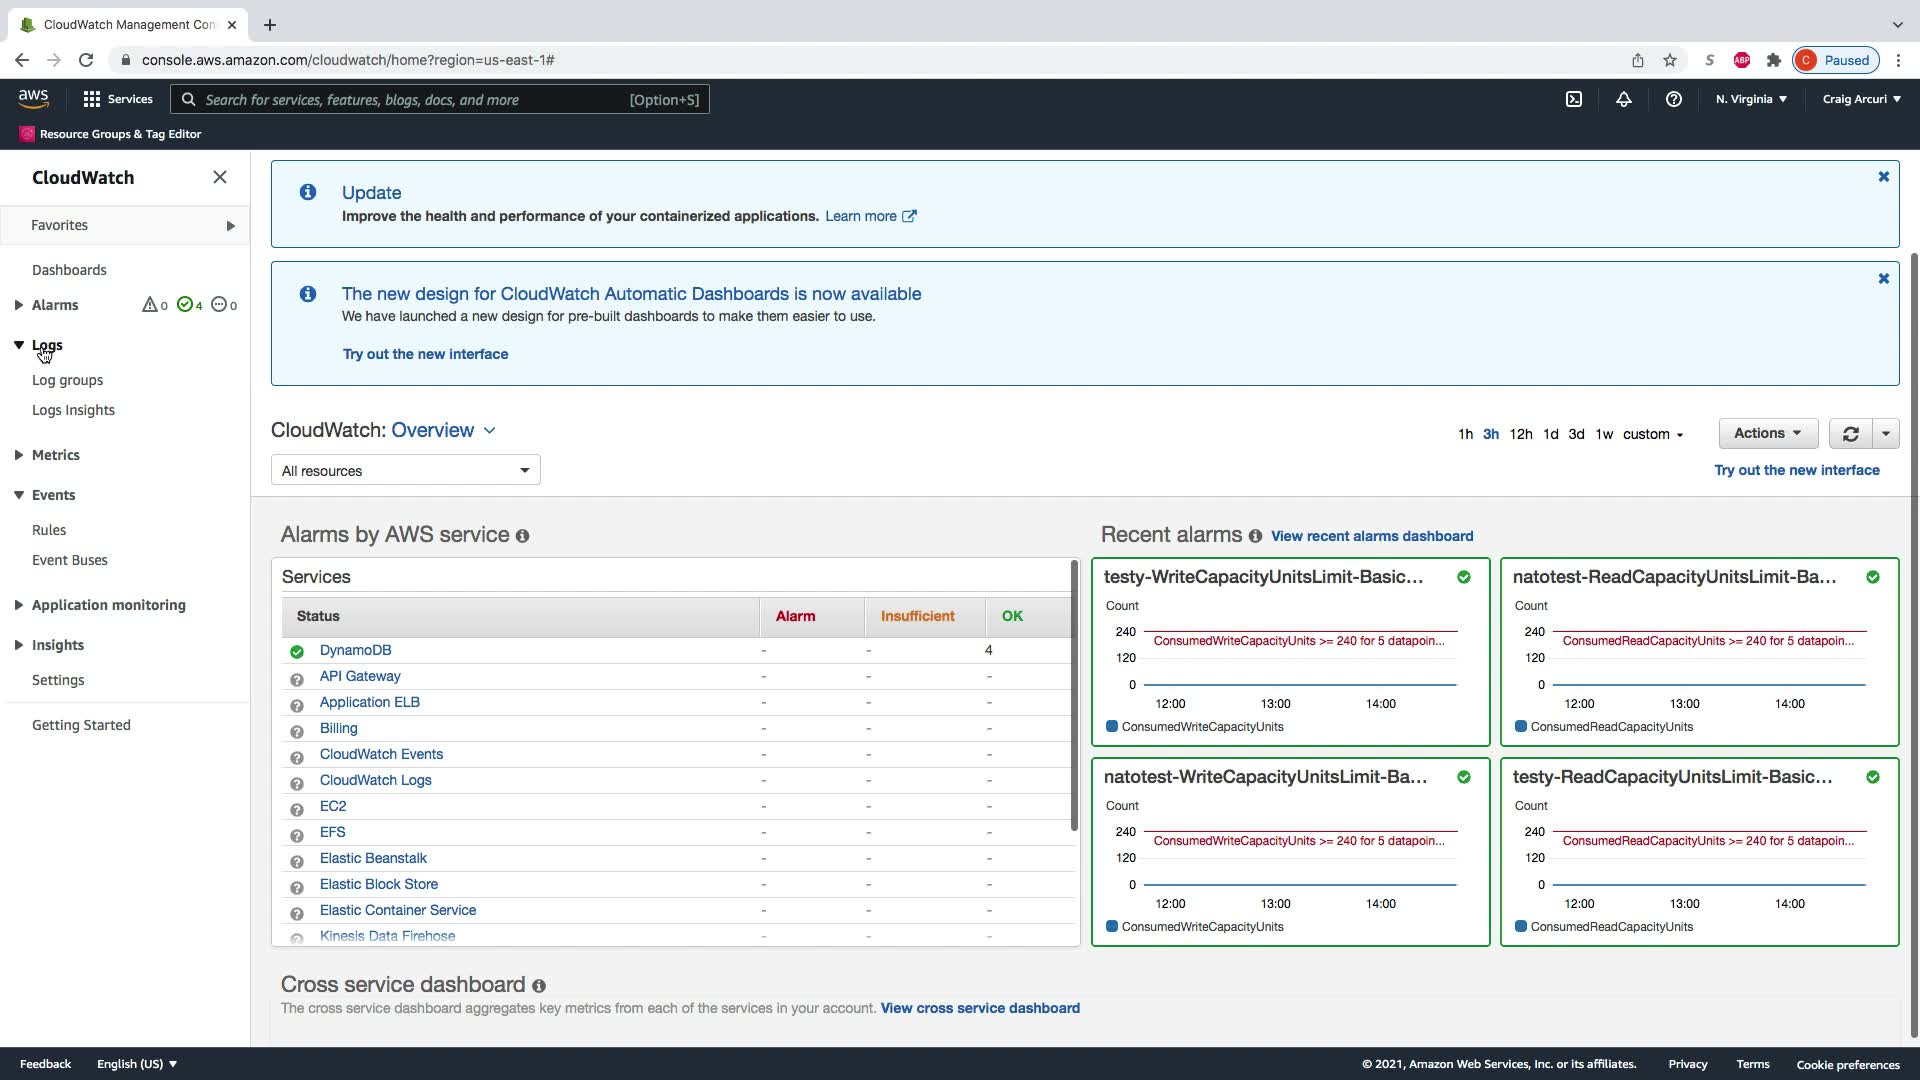 CloudWatch Management Con
console.aws.amazon.com/cloudwatch/home?region=us-east-1#
S
ABP
C Paused
aws
Services
Search for services, features, blogs, docs, and more [Option+S]
N. Virginia
Craig Arcuri
Resource Groups & Tag Editor
CloudWatch
Favorites
Dashboards
Alarms 0 4 0
Logs
Log groups
Logs Insights
Metrics
Events
Rules
Event Buses
Application monitoring
Insights
Settings
Getting Started
Update
Improve the health and performance of your containerized applications. Learn more
The new design for CloudWatch Automatic Dashboards is now available
We have launched a new design for pre-built dashboards to make them easier to use.
Try out the new interface
CloudWatch: Overview
1h 3h 12h 1d 3d 1w custom
Actions
All resources
Try out the new interface
Alarms by AWS service
Services
Status Alarm Insufficient OK
DynamoDB - - 4
API Gateway - - -
Application ELB - - -
Billing - - -
CloudWatch Events - - -
CloudWatch Logs - - -
EC2 - - -
EFS - - -
Elastic Beanstalk - - -
Elastic Block Store - - -
Elastic Container Service - - -
Kinesis Data Firehose - - -
Recent alarms View recent alarms dashboard
testy-WriteCapacityUnitsLimit-Basic...
Count
240
ConsumedWriteCapacityUnits >= 240 for 5 datapoin...
120
0
12:00 13:00 14:00
ConsumedWriteCapacityUnits
natotest-ReadCapacityUnitsLimit-Ba...
Count
240
ConsumedReadCapacityUnits >= 240 for 5 datapoin...
120
0
12:00 13:00 14:00
ConsumedReadCapacityUnits
natotest-WriteCapacityUnitsLimit-Ba...
Count
240
ConsumedWriteCapacityUnits >= 240 for 5 datapoin...
120
0
12:00 13:00 14:00
ConsumedWriteCapacityUnits
testy-ReadCapacityUnitsLimit-Basic...
Count
240
ConsumedReadCapacityUnits >= 240 for 5 datapoin...
120
0
12:00 13:00 14:00
ConsumedReadCapacityUnits
Cross service dashboard
The cross service dashboard aggregates key metrics from each of the services in your account. View cross service dashboard
Feedback English (US)
© 2021, Amazon Web Services, Inc. or its affiliates. Privacy Terms Cookie preferences